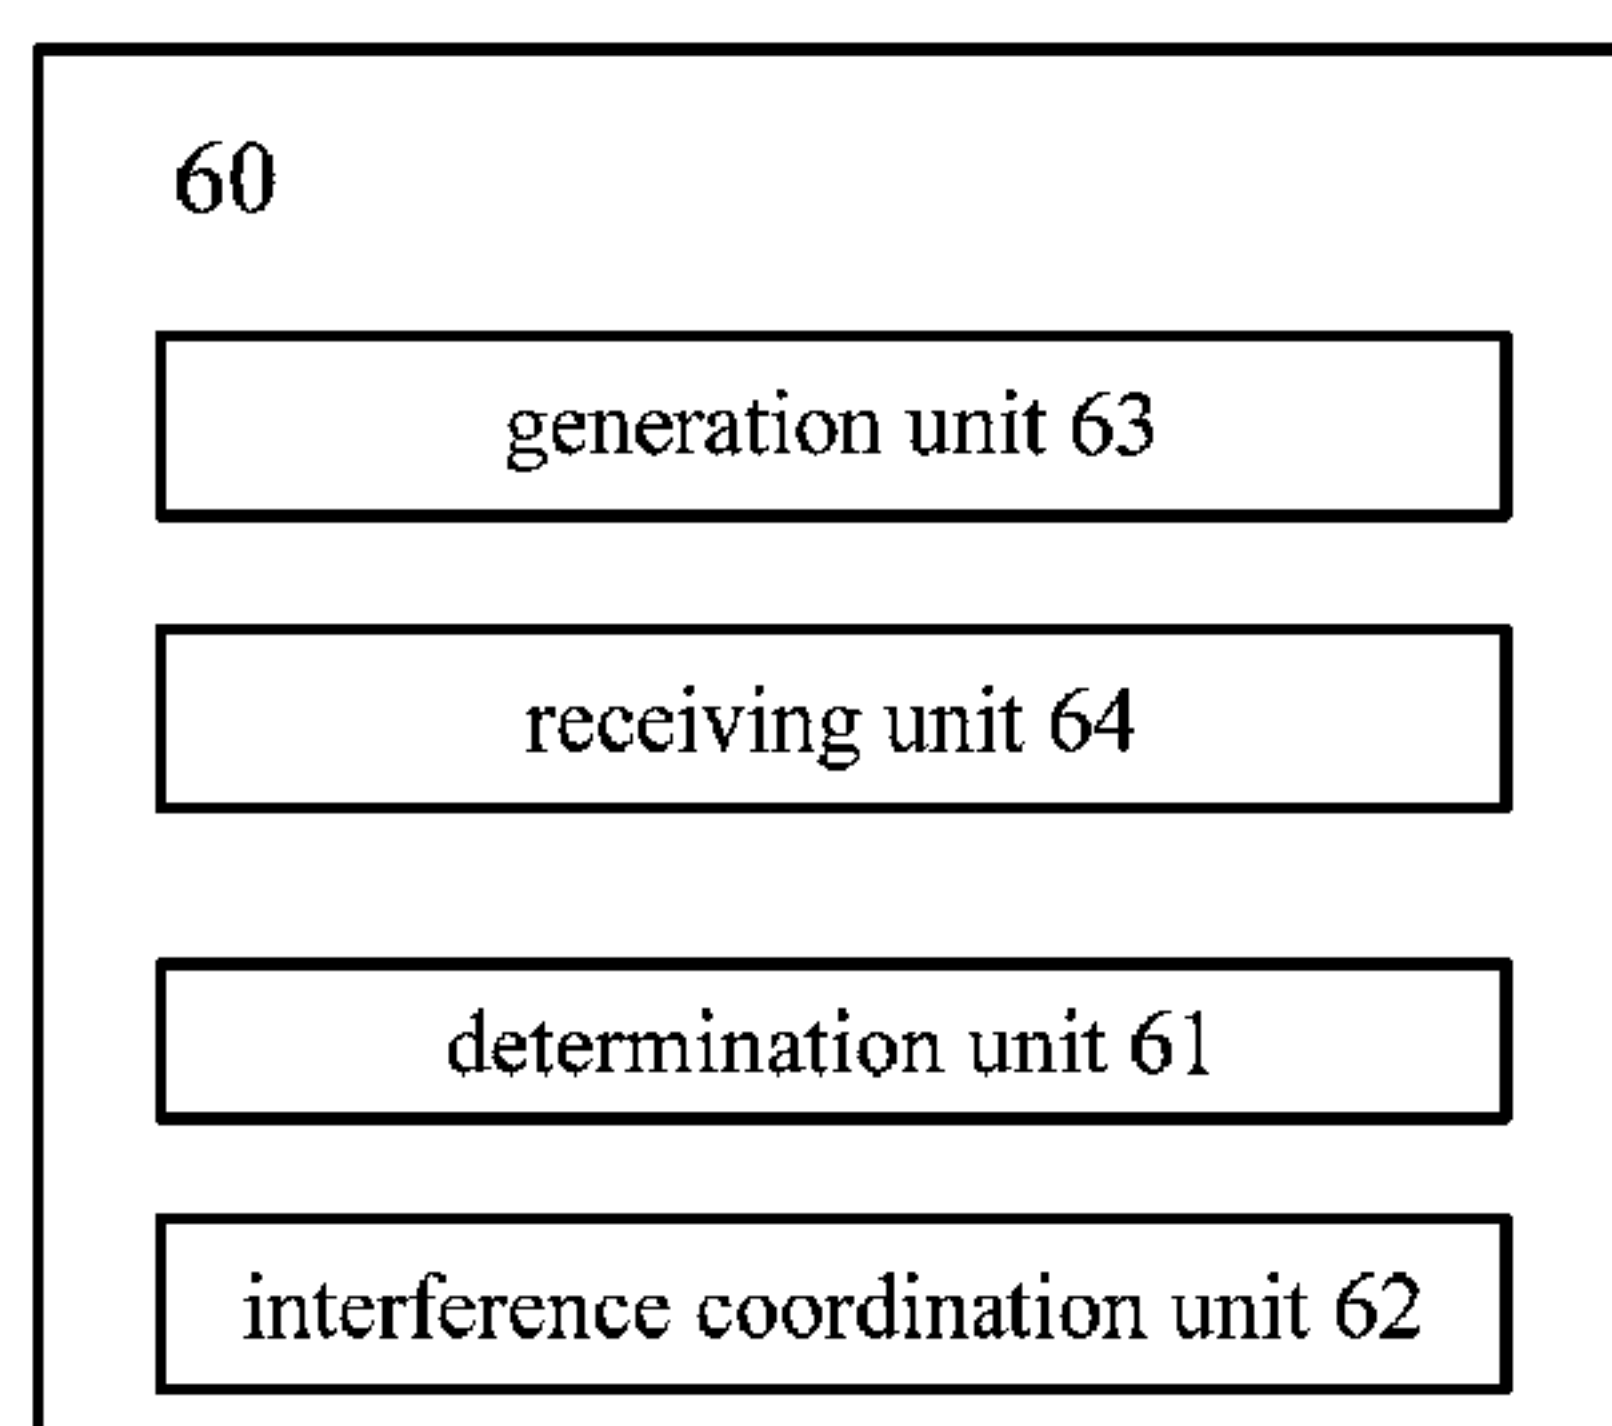 60
generation unit 63
receiving unit 64
determination unit 61
interference coordination unit 62